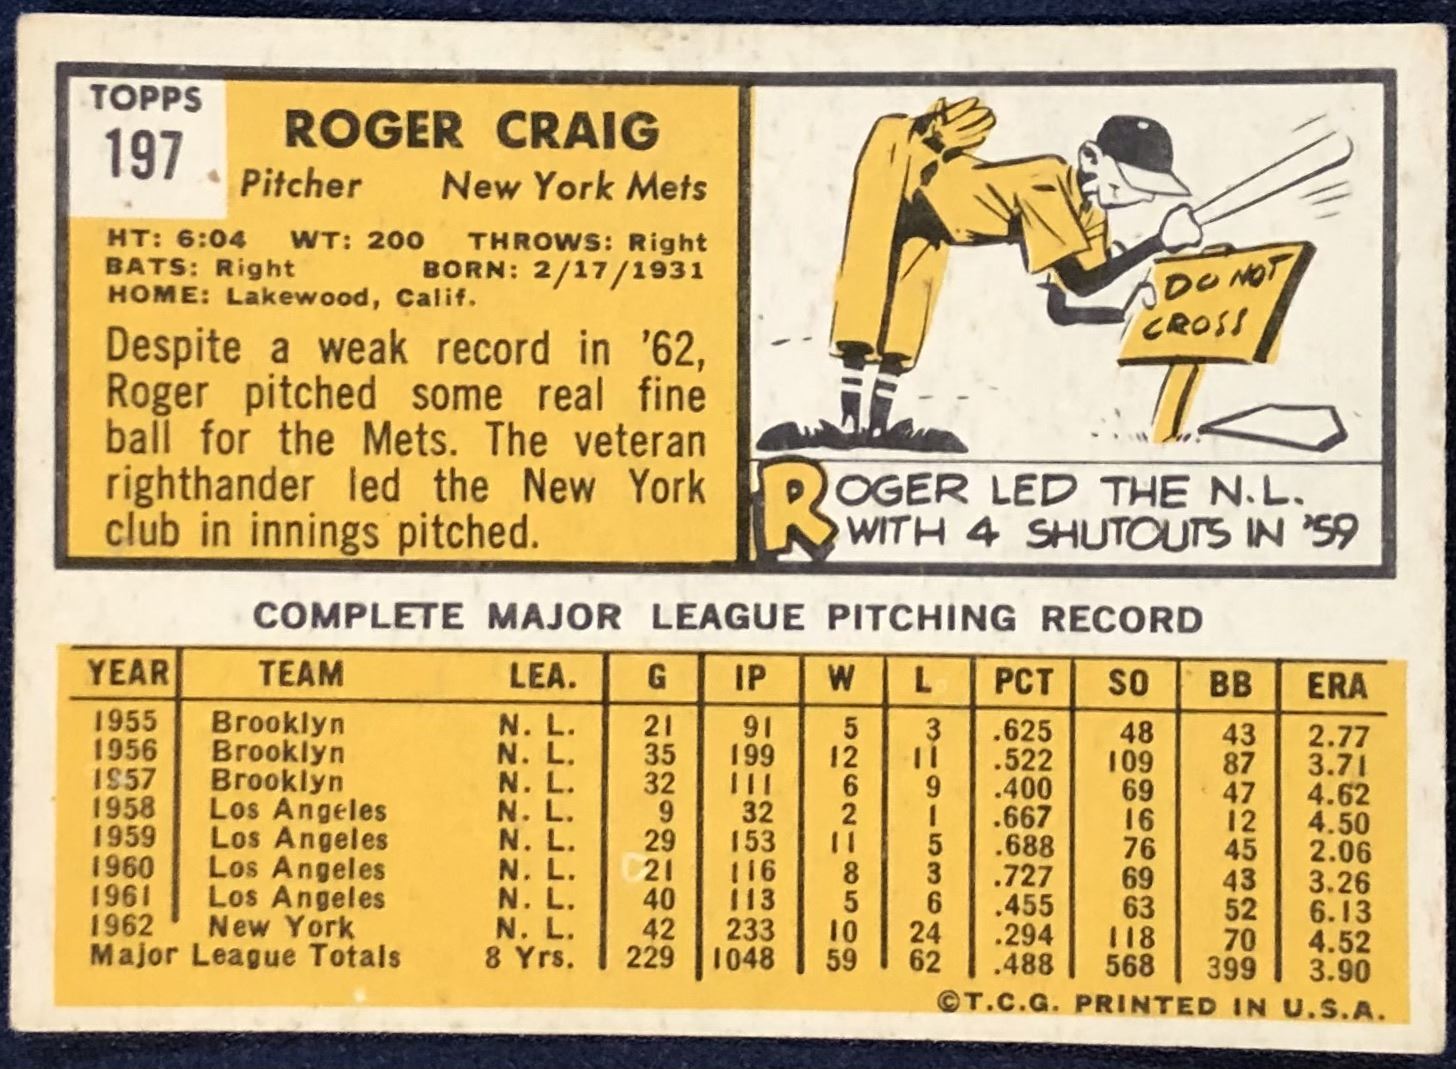 TOPPS
197
ROGER CRAIG
Pitcher New York Mets
HT: 6:04 WT: 200 THROWS: Right
BATS: Right BORN: 2/17/1931
HOME: Lakewood, Calif.
Despite a weak record in '62,
Roger pitched some real fine
ball for the Mets. The veteran
righthander led the New York
club in innings pitched.
DO NOT
CROSS
ROGER LED THE N.L.
WITH 4 SHUTOUTS IN '59
COMPLETE MAJOR LEAGUE PITCHING RECORD
YEAR TEAM LEA. G IP W L PCT SO BB ERA
1955 Brooklyn N. L. 21 91 5 3 .625 48 43 2.77
1956 Brooklyn N. L. 35 199 12 11 .522 109 87 3.71
1957 Brooklyn N. L. 32 111 6 9 .400 69 47 4.62
1958 Los Angeles N. L. 9 32 2 1 .667 16 12 4.50
1959 Los Angeles N. L. 29 153 11 5 .688 76 45 2.06
1960 Los Angeles N. L. 21 116 8 3 .727 69 43 3.26
1961 Los Angeles N. L. 40 113 5 6 .455 63 52 6.13
1962 New York N. L. 42 233 10 24 .294 118 70 4.52
Major League Totals 8 Yrs. 229 1048 59 62 .488 568 399 3.90
©T.C.G. PRINTED IN U.S.A.